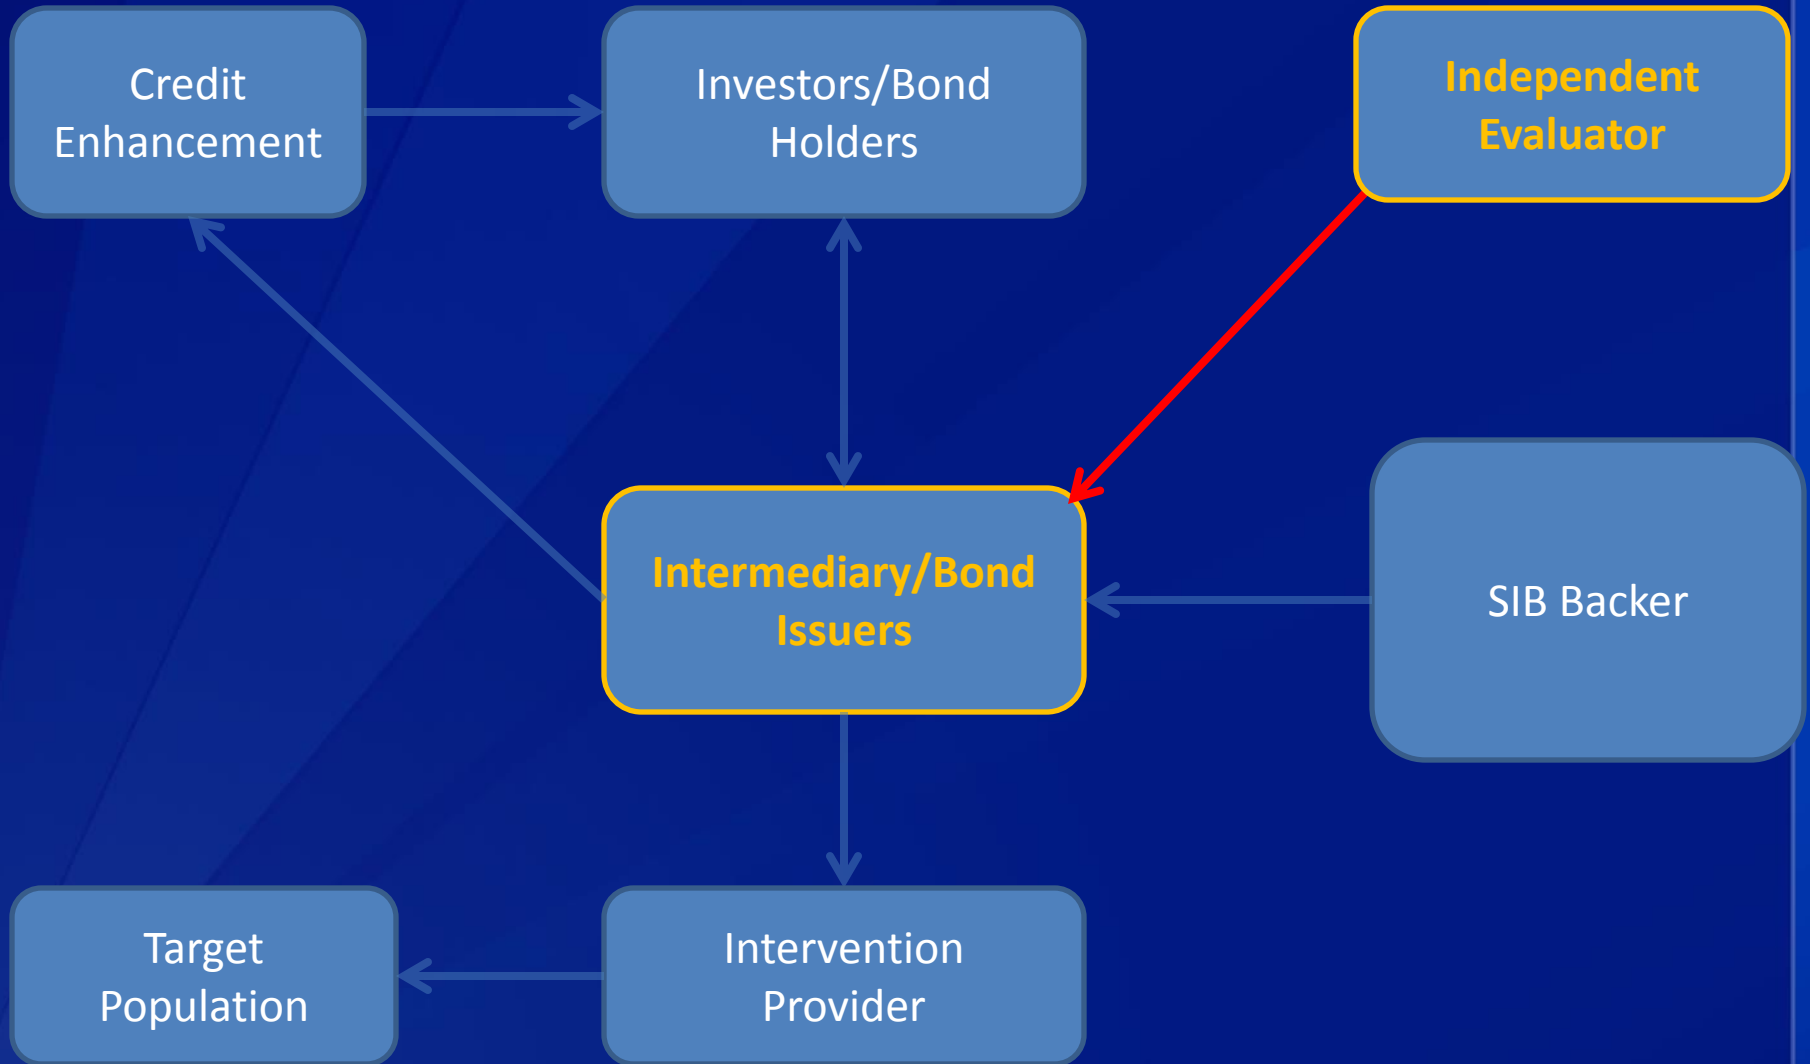 Credit
Enhancement
Investors/Bond
Holders
Independent
Evaluator
Intermediary/Bond
Issuers
SIB Backer
Target
Population
Intervention
Provider